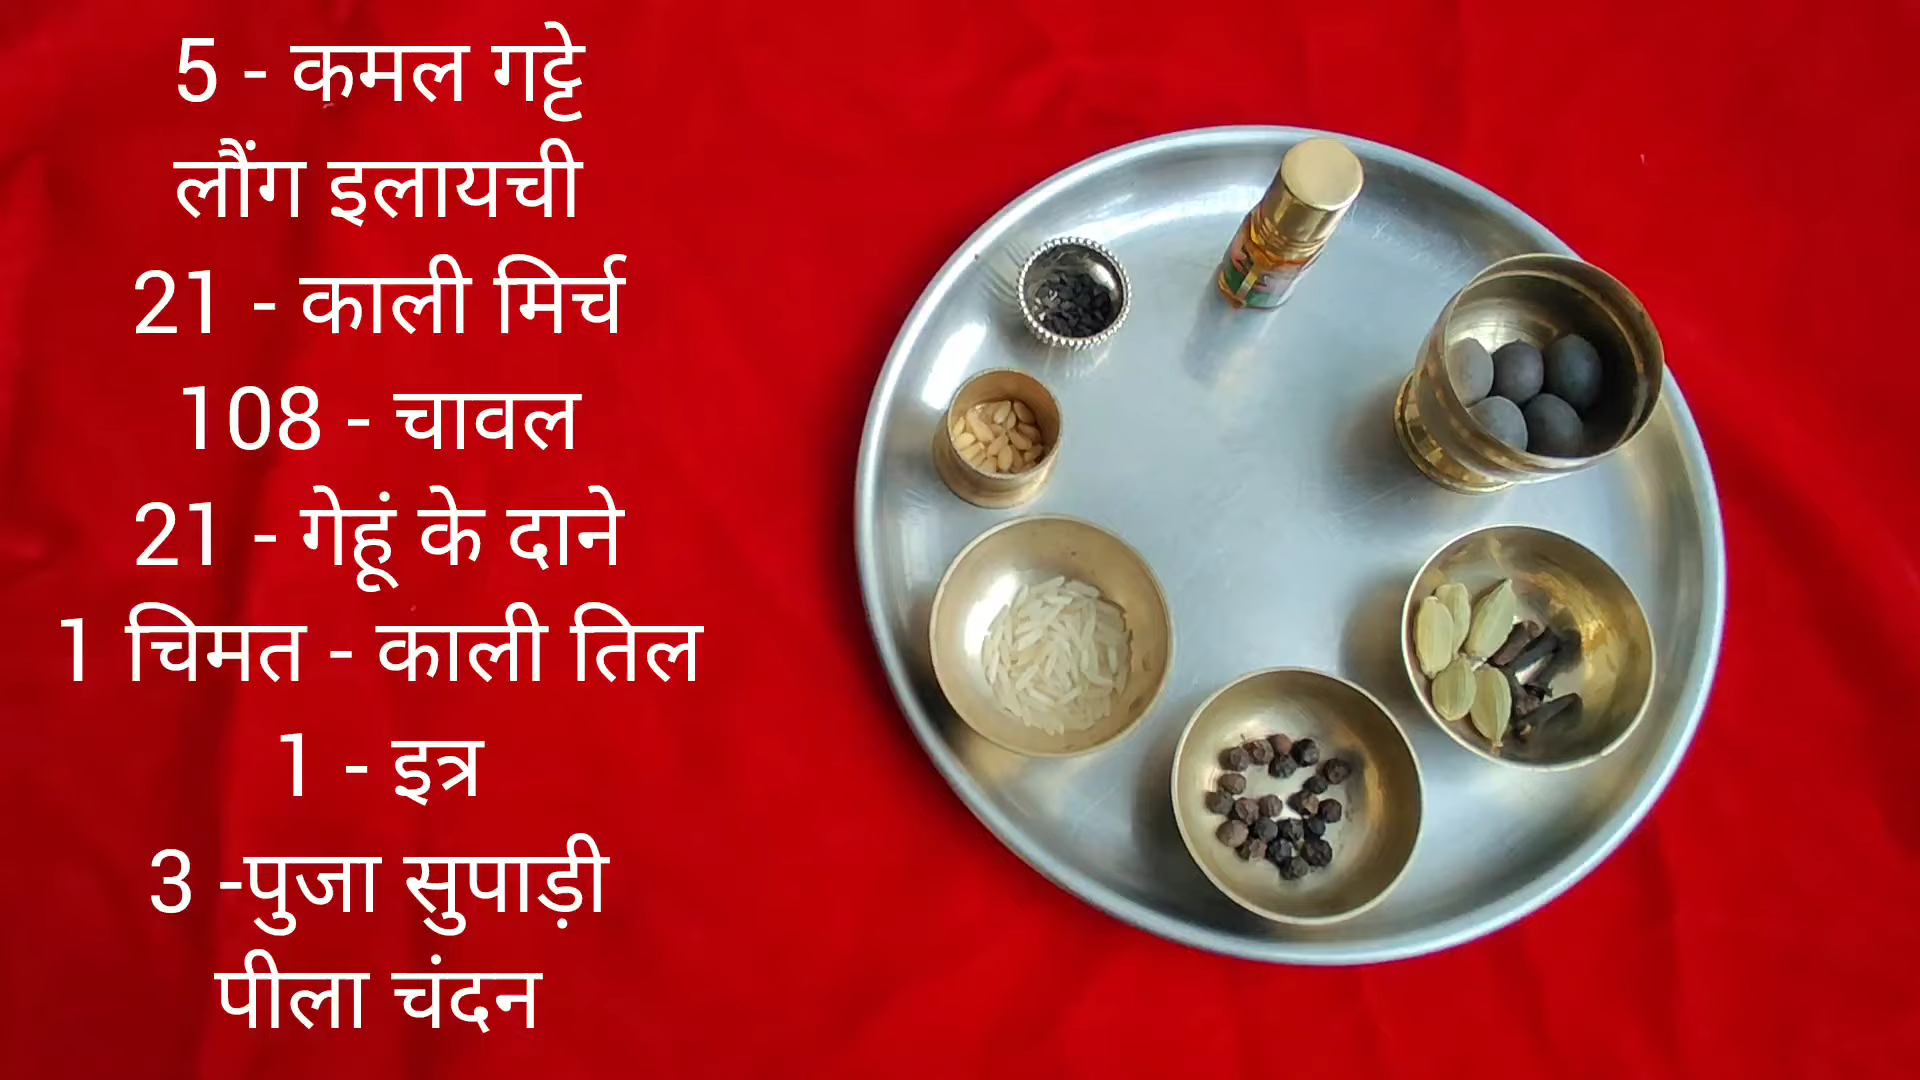 5 - कमल गट्टे
लौंग इलायची
21 - काली मिर्च
108 - चावल
21 - गेहूं के दाने
1 चिमत - काली तिल
1 - इत्र
3 -पुजा सुपाड़ी
पीला चंदन